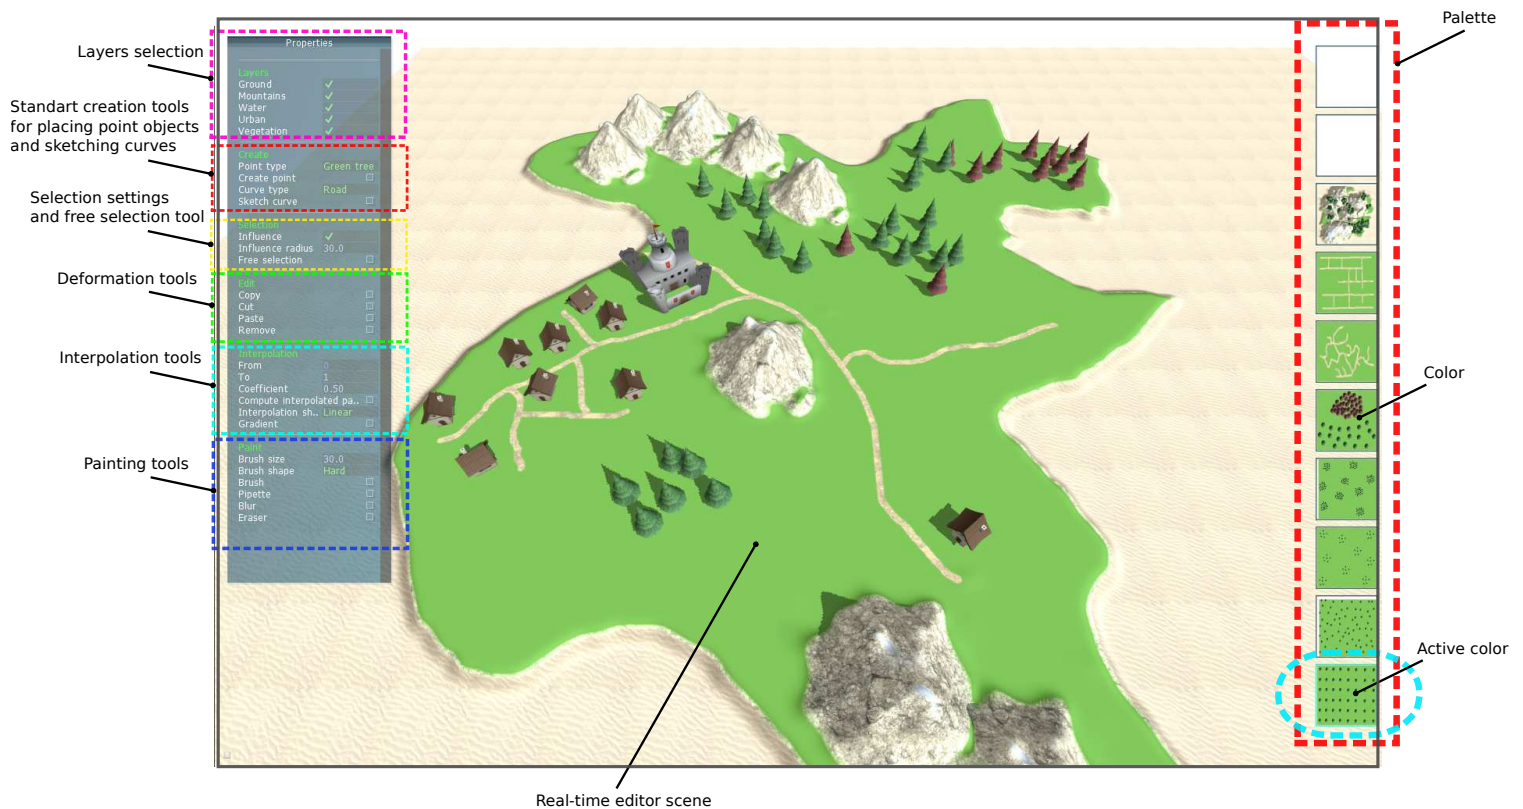 Palette
Layers selection
Standart creation tools
for placing point objects
and sketching curves
Selection settings
and free selection tool
Deformation tools
Interpolation tools
Painting tools
Properties
Layers
Ground
Mountains
Water
Urban
Vegetation
Create
Point type Green tree
Create point
Curve type Road
Sketch curve
Selection
Influence
Influence radius 30.0
Free selection
Edit
Copy
Cut
Paste
Remove
Interpolation
From 0
To 1
Coefficient 0.50
Compute interpolated pa..
Interpolation sh.. Linear
Gradient
Paint
Brush size 30.0
Brush shape Hard
Brush
Pipette
Blur
Eraser
Color
Active color
Real-time editor scene